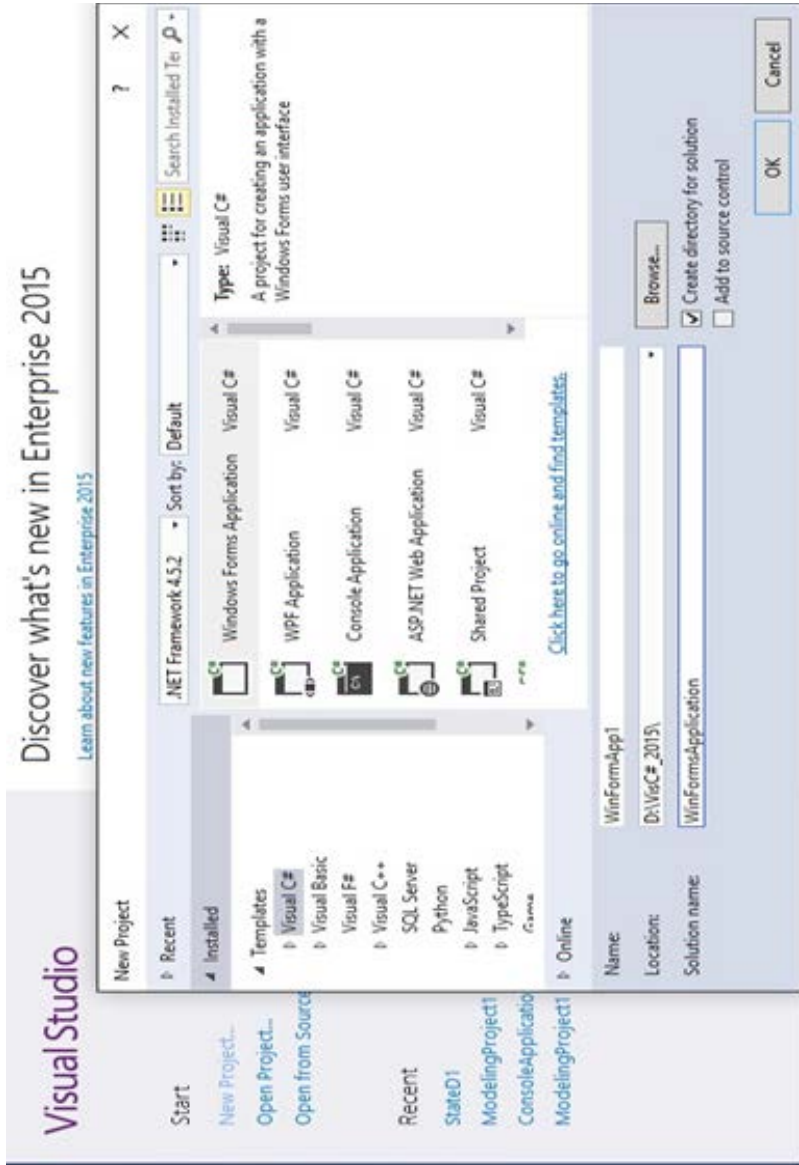 Visual Studio
Discover what's new in Enterprise 2015
Learn about new features in Enterprise 2015
Start
New Project...
Open Project...
Open from Source
Recent
StateD1
ModelingProject1
ConsoleApplicatio
ModelingProject1
New Project
? X
Recent
.NET Framework 4.5.2
Sort by: Default
Search Installed Te
Installed
Templates
Visual C#
Visual Basic
Visual F#
Visual C++
SQL Server
Python
JavaScript
TypeScript
Game
Online
Windows Forms Application Visual C#
WPF Application Visual C#
Console Application Visual C#
ASP.NET Web Application Visual C#
Shared Project Visual C#
Click here to go online and find templates.
Type: Visual C#
A project for creating an application with a
Windows Forms user interface
Name: WinFormApp1
Location: D:\VisC#_2015\
Browse...
Solution name: WinFormsApplication
Create directory for solution
Add to source control
OK Cancel